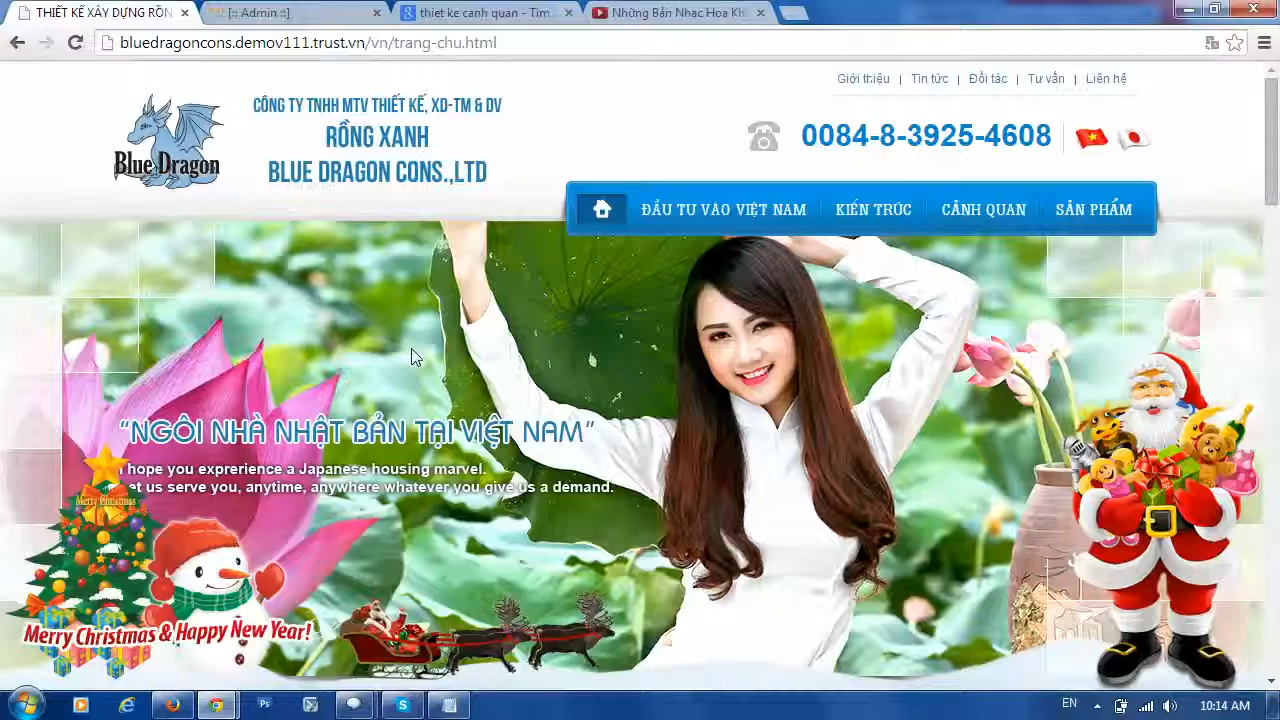 THIẾT KẾ XÂY DỰNG RỒN
[:: Admin ::]
thiet ke canh quan - Tìm
Những Bản Nhạc Hoa Kh
bluedragoncons.demov111.trust.vn/vn/trang-chu.html
Giới thiệu | Tin tức | Đối tác | Tư vấn | Liên hệ
CÔNG TY TNHH MTV THIẾT KẾ, XD-TM & DV
RỒNG XANH
BLUE DRAGON CONS.,LTD
Blue Dragon
0084-8-3925-4608
ĐẦU TƯ VÀO VIỆT NAM KIẾN TRÚC CẢNH QUAN SẢN PHẨM
“NGÔI NHÀ NHẬT BẢN TẠI VIỆT NAM”
I hope you exprerience a Japanese housing marvel.
et us serve you, anytime, anywhere whatever you give us a demand.
Merry Christmas
Merry Christmas & Happy New Year!
EN
10:14 AM